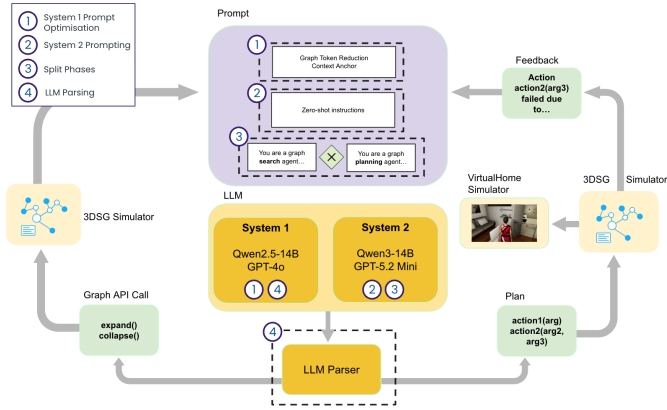 1 System 1 Prompt
Optimisation
2 System 2 Prompting
3 Split Phases
4 LLM Parsing
Prompt
1
Graph Token Reduction
Context Anchor
2
Zero-shot instructions
3
You are a graph
search agent…
You are a graph
planning agent…
Feedback
Action
action2(arg3)
failed due
to…
LLM
System 1
Qwen2.5-14B
GPT-4o
1 4
System 2
Qwen3-14B
GPT-5.2 Mini
2 3
3DSG Simulator
VirtualHome
Simulator
3DSG Simulator
Graph API Call
expand()
collapse()
4
LLM Parser
Plan
action1(arg)
action2(arg2,
arg3)